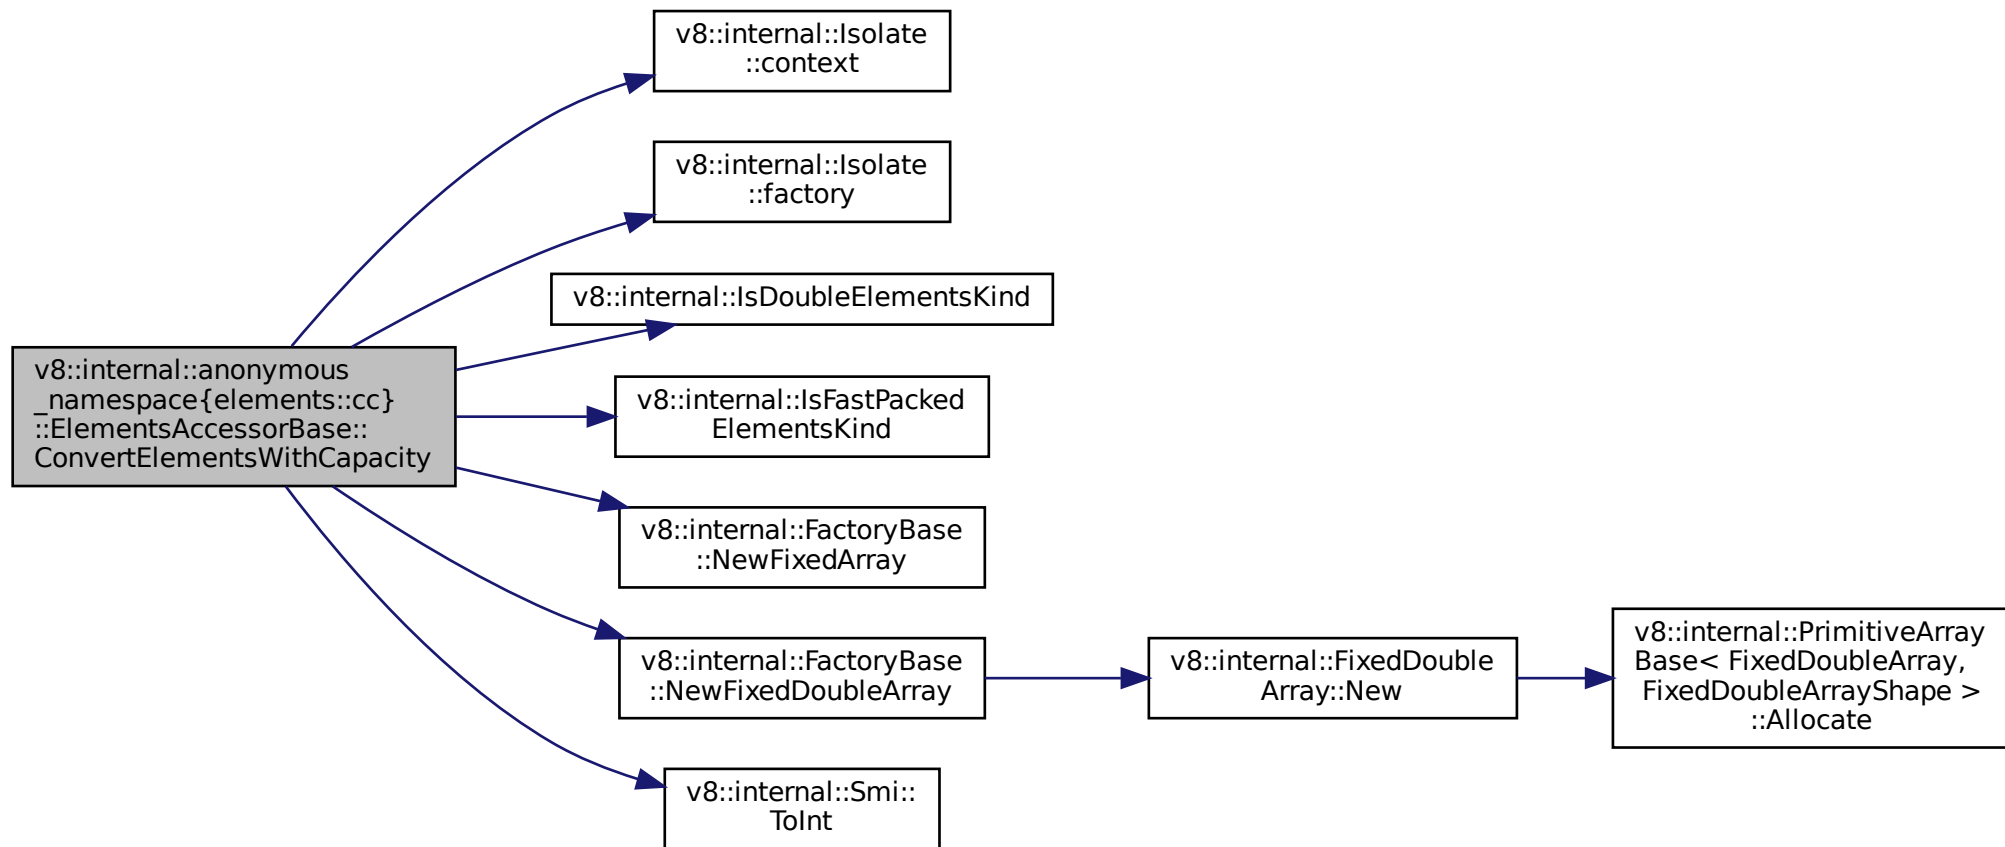 v8::internal::Isolate
::context
v8::internal::Isolate
::factory
v8::internal::IsDoubleElementsKind
v8::internal::anonymous
_namespace{elements::cc}
::ElementsAccessorBase::
ConvertElementsWithCapacity
v8::internal::IsFastPacked
ElementsKind
v8::internal::FactoryBase
::NewFixedArray
v8::internal::FactoryBase
::NewFixedDoubleArray
v8::internal::FixedDouble
Array::New
v8::internal::PrimitiveArray
Base< FixedDoubleArray,
FixedDoubleArrayShape >
::Allocate
v8::internal::Smi::
ToInt